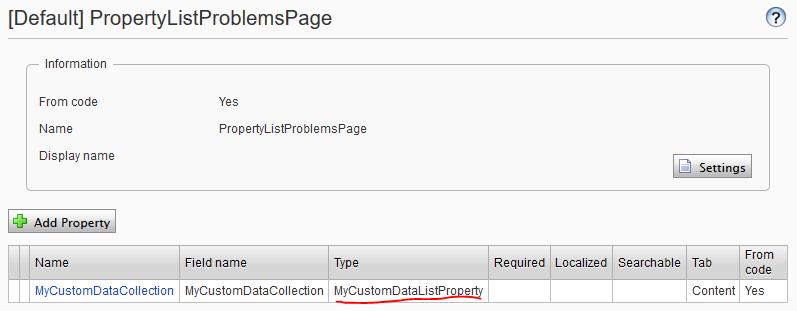 [Default] PropertyListProblemsPage
?
Information
From code Yes
Name PropertyListProblemsPage
Display name
Settings
Add Property
Name Field name Type Required Localized Searchable Tab From code
MyCustomDataCollection MyCustomDataCollection MyCustomDataListProperty Content Yes